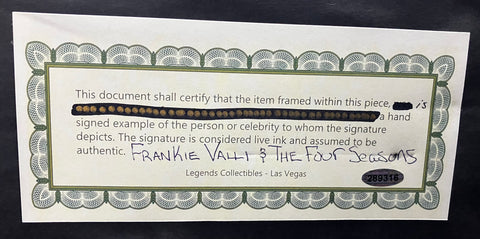 This document shall certify that the item framed within this piece, is
a hand
signed example of the person or celebrity to whom the signature
depicts. The signature is considered live ink and assumed to be
authentic. FRANKIE VALLI & THE FOUR SEASONS
Legends Collectibles - Las Vegas
289316